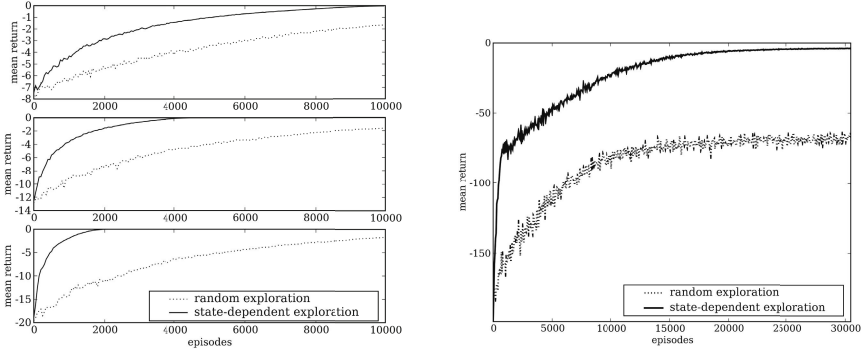 0
-1
-2
-3
-4
-5
-6
-7
-8
mean return
0 2000 4000 6000 8000 10000
0
-2
-4
-6
-8
-10
-12
-14
mean return
0 2000 4000 6000 8000 10000
0
-5
-10
-15
-20
mean return
random exploration
state-dependent exploration
0 2000 4000 6000 8000 10000
episodes
0
-50
-100
-150
mean return
random exploration
state-dependent exploration
0 5000 10000 15000 20000 25000 30000
episodes